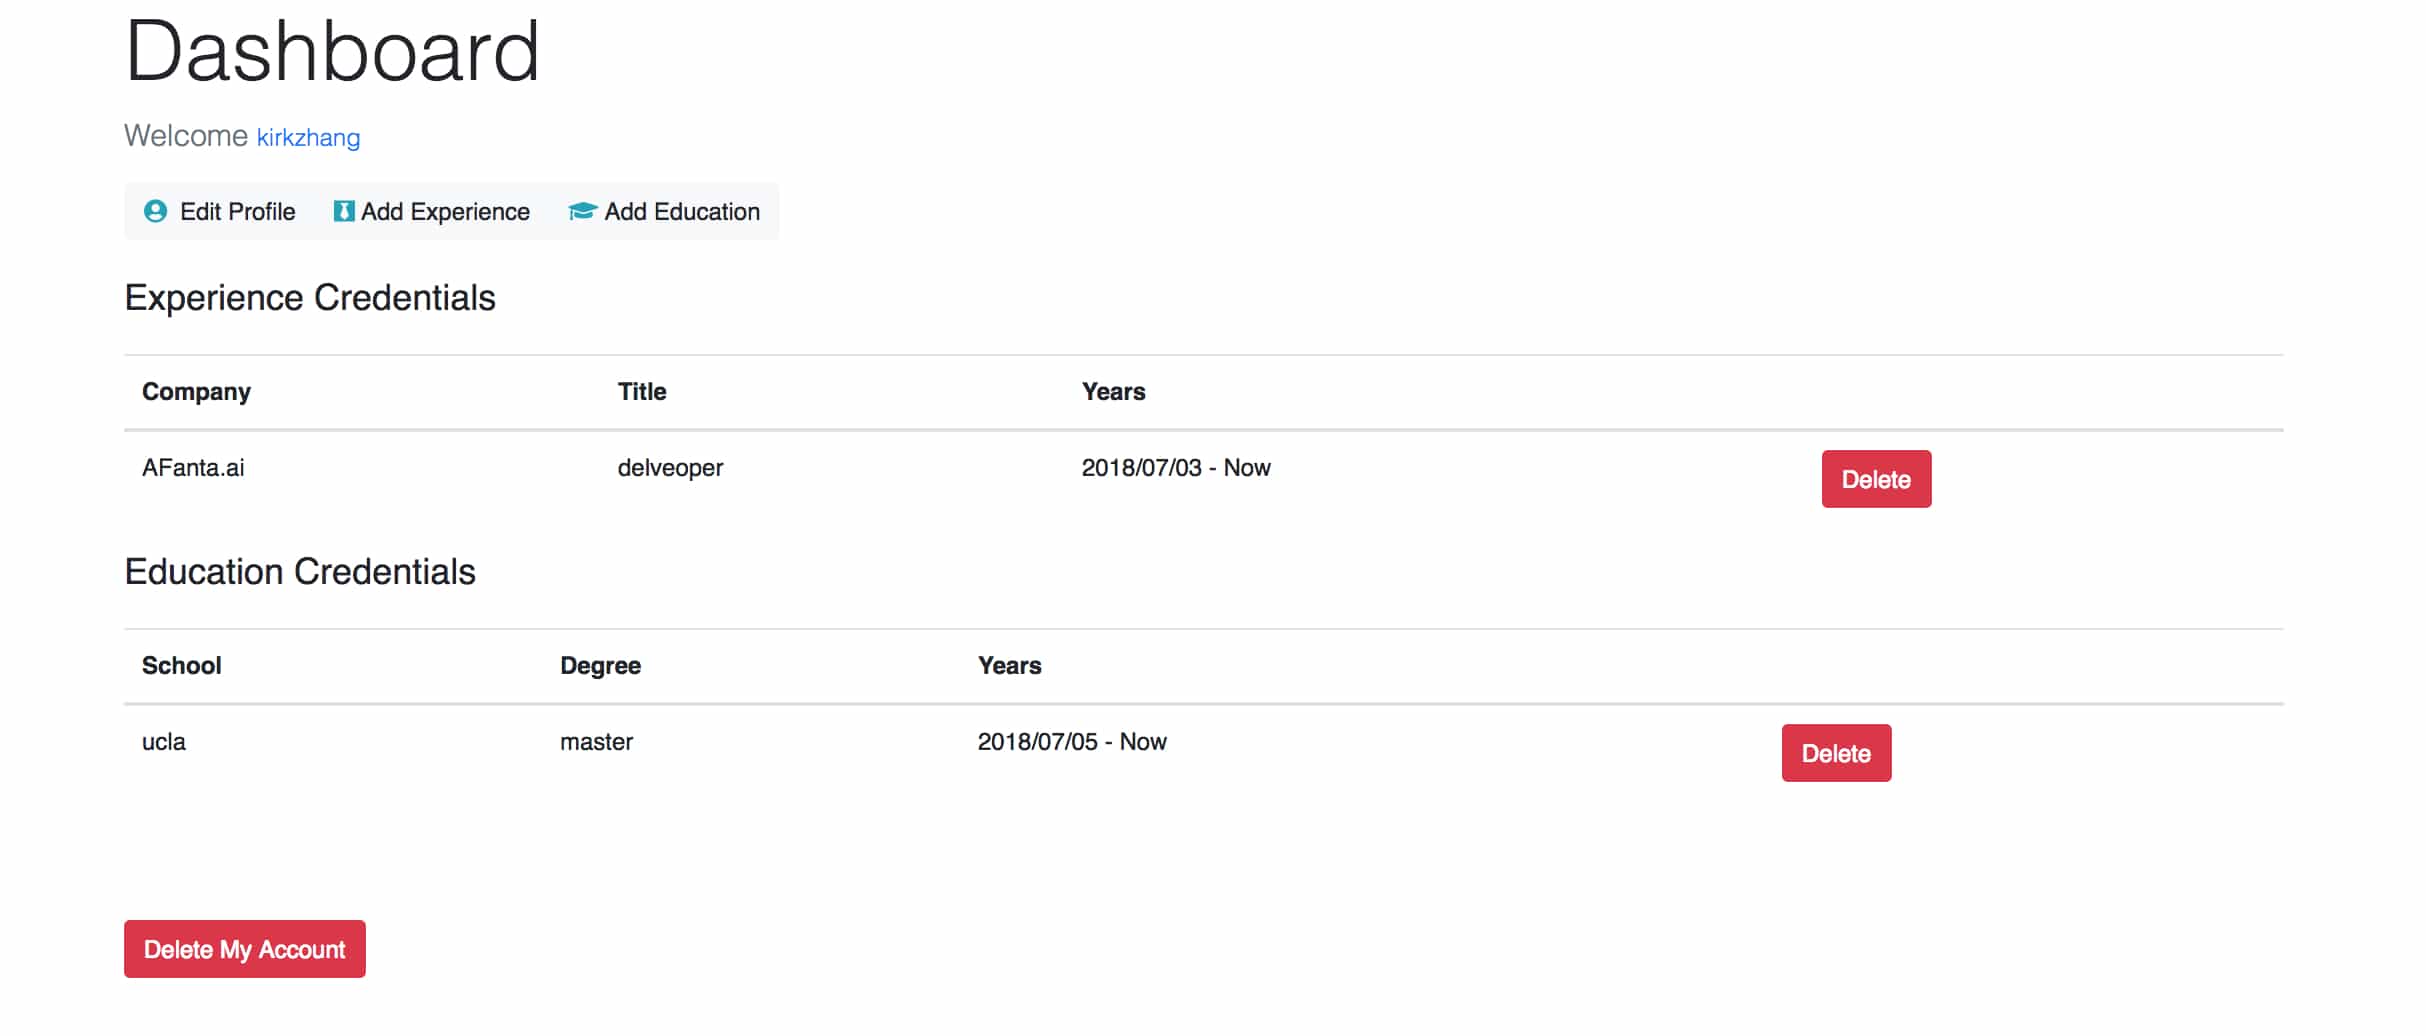 Dashboard
Welcome kirkzhang
Edit Profile Add Experience Add Education
Experience Credentials
Company Title Years
AFanta.ai delveoper 2018/07/03 - Now Delete
Education Credentials
School Degree Years
ucla master 2018/07/05 - Now Delete
Delete My Account